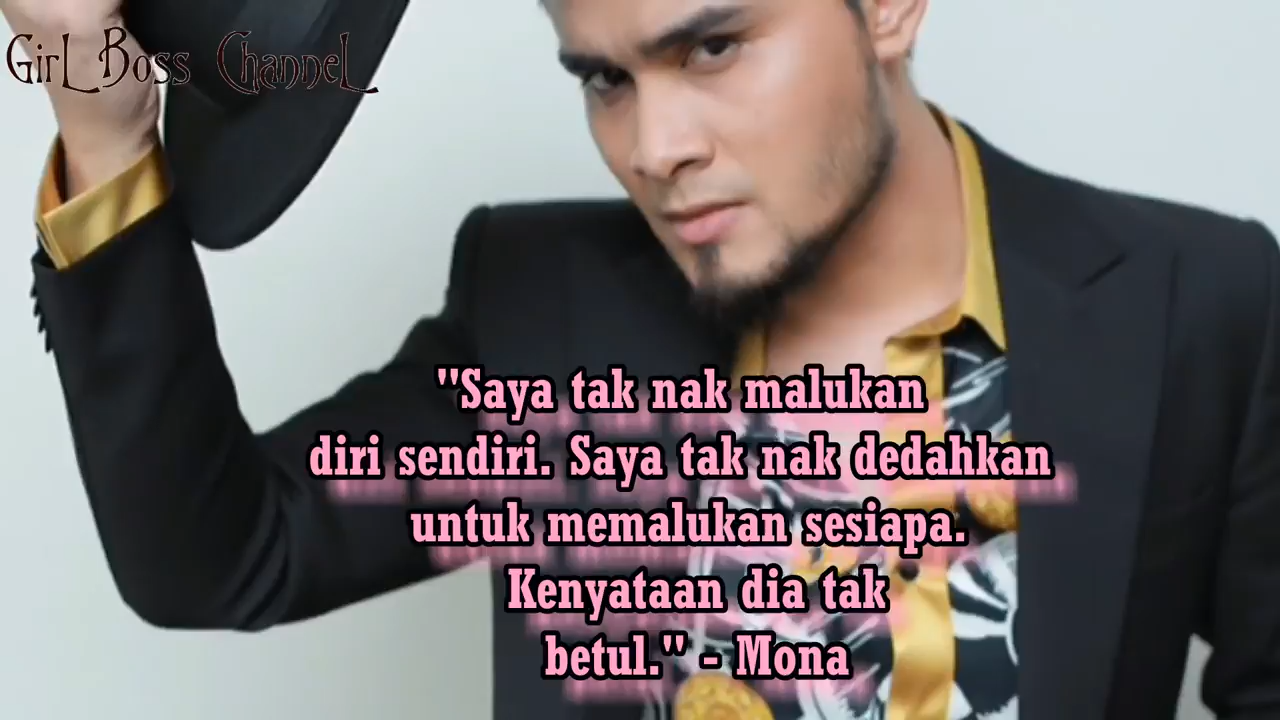 GirL Boss ChanneL
"Saya tak nak malukan
diri sendiri. Saya tak nak dedahkan
untuk memalukan sesiapa.
Kenyataan dia tak
betul." - Mona